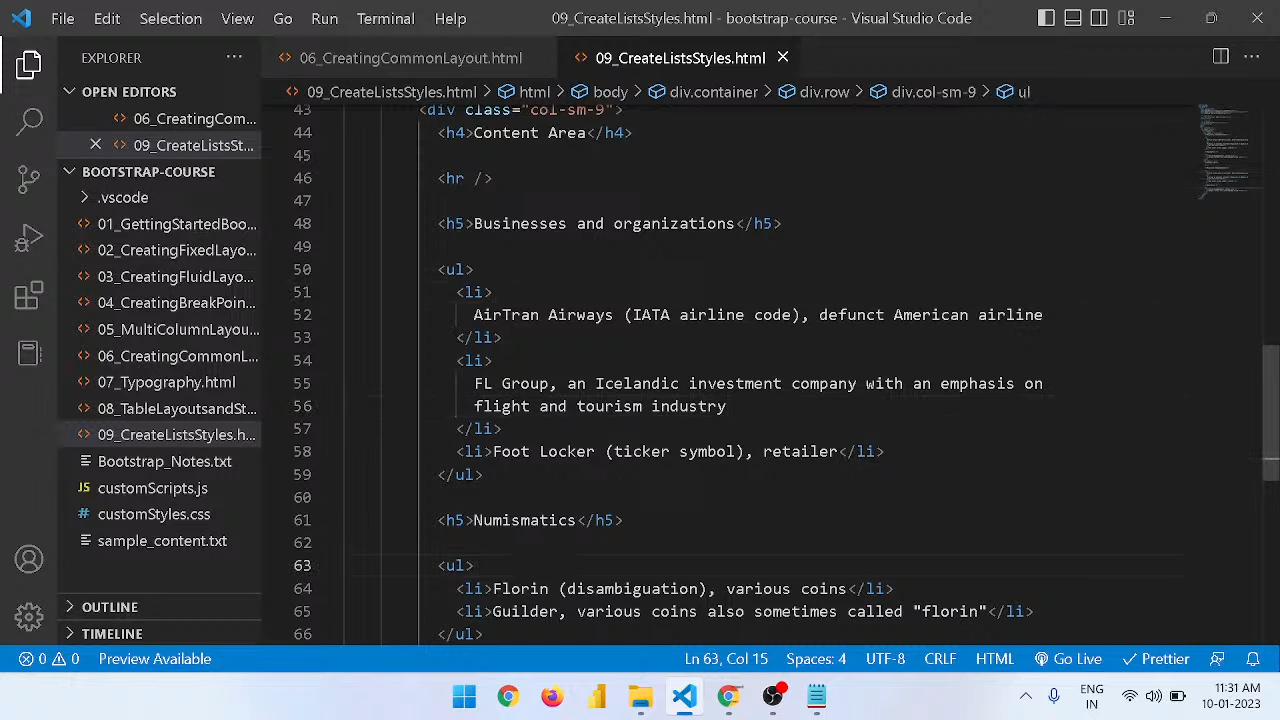 File Edit Selection View Go Run Terminal Help 09_CreateListsStyles.html - bootstrap-course - Visual Studio Code
EXPLORER
06_CreatingCommonLayout.html 09_CreateListsStyles.html
OPEN EDITORS
09_CreateListsStyles.html > html > body > div.container > div.row > div.col-sm-9 > ul
06_CreatingCom...
09_CreateListsSt...
BOOTSTRAP-COURSE
.vscode
01_GettingStartedBoo...
02_CreatingFixedLayo...
03_CreatingFluidLayo...
04_CreatingBreakPoin...
05_MultiColumnLayou...
06_CreatingCommonL...
07_Typography.html
08_TableLayoutsandSt...
09_CreateListsStyles.h...
Bootstrap_Notes.txt
customScripts.js
customStyles.css
sample_content.txt
OUTLINE
TIMELINE
43 <div class="col-sm-9">
44 <h4>Content Area</h4>
45
46 <hr />
47
48 <h5>Businesses and organizations</h5>
49
50 <ul>
51 <li>
52 AirTran Airways (IATA airline code), defunct American airline
53 </li>
54 <li>
55 FL Group, an Icelandic investment company with an emphasis on
56 flight and tourism industry
57 </li>
58 <li>Foot Locker (ticker symbol), retailer</li>
59 </ul>
60
61 <h5>Numismatics</h5>
62
63 <ul>
64 <li>Florin (disambiguation), various coins</li>
65 <li>Guilder, various coins also sometimes called "florin"</li>
66 </ul>
0 0 Preview Available Ln 63, Col 15 Spaces: 4 UTF-8 CRLF HTML Go Live Prettier
ENG
IN
11:31 AM
10-01-2023